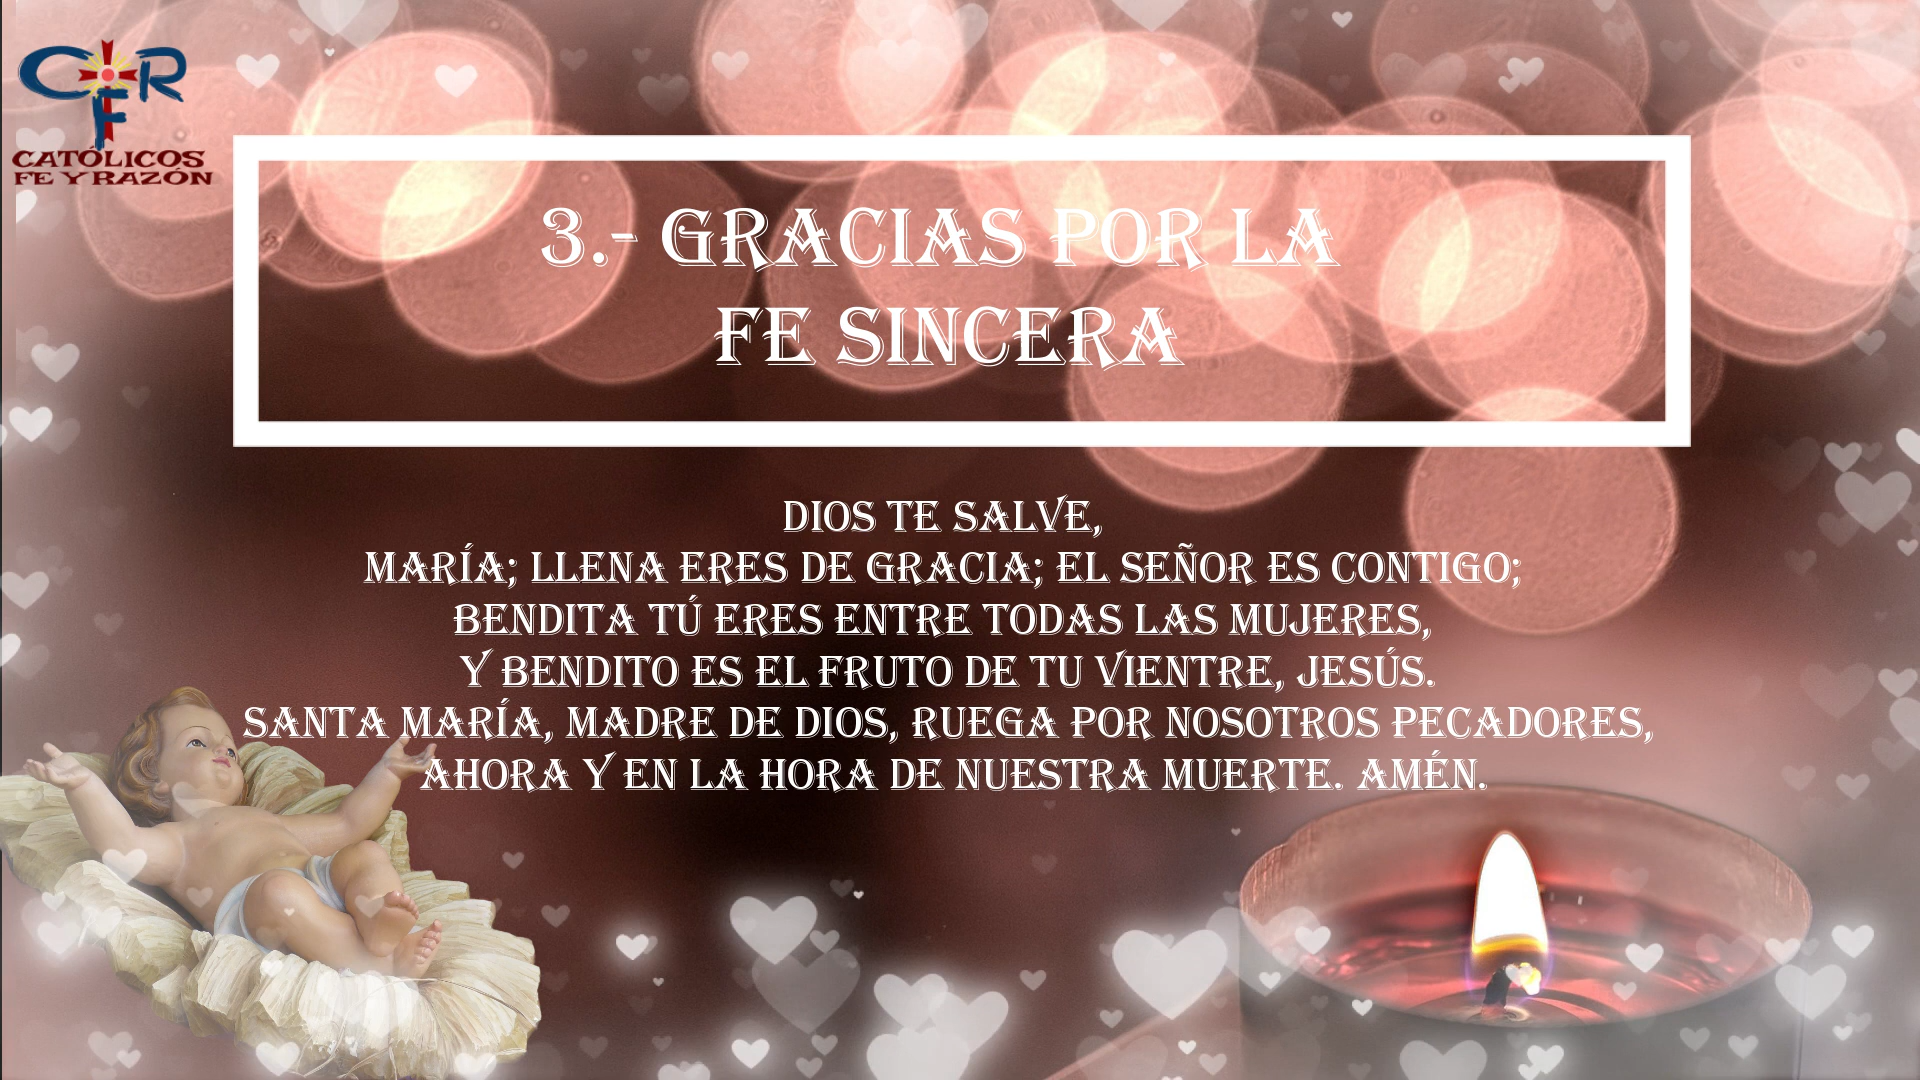 CFR
CATÓLICOS
FE Y RAZÓN
3.- GRACIAS POR LA
FE SINCERA
DIOS TE SALVE,
MARÍA; LLENA ERES DE GRACIA; EL SEÑOR ES CONTIGO;
BENDITA TÚ ERES ENTRE TODAS LAS MUJERES,
Y BENDITO ES EL FRUTO DE TU VIENTRE, JESÚS.
SANTA MARÍA, MADRE DE DIOS, RUEGA POR NOSOTROS PECADORES,
AHORA Y EN LA HORA DE NUESTRA MUERTE. AMÉN.